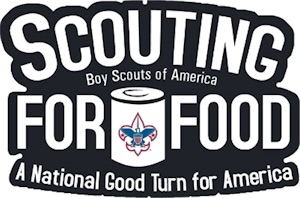 SCOUTING
Boy Scouts of America
FOR FOOD
A National Good Turn for America